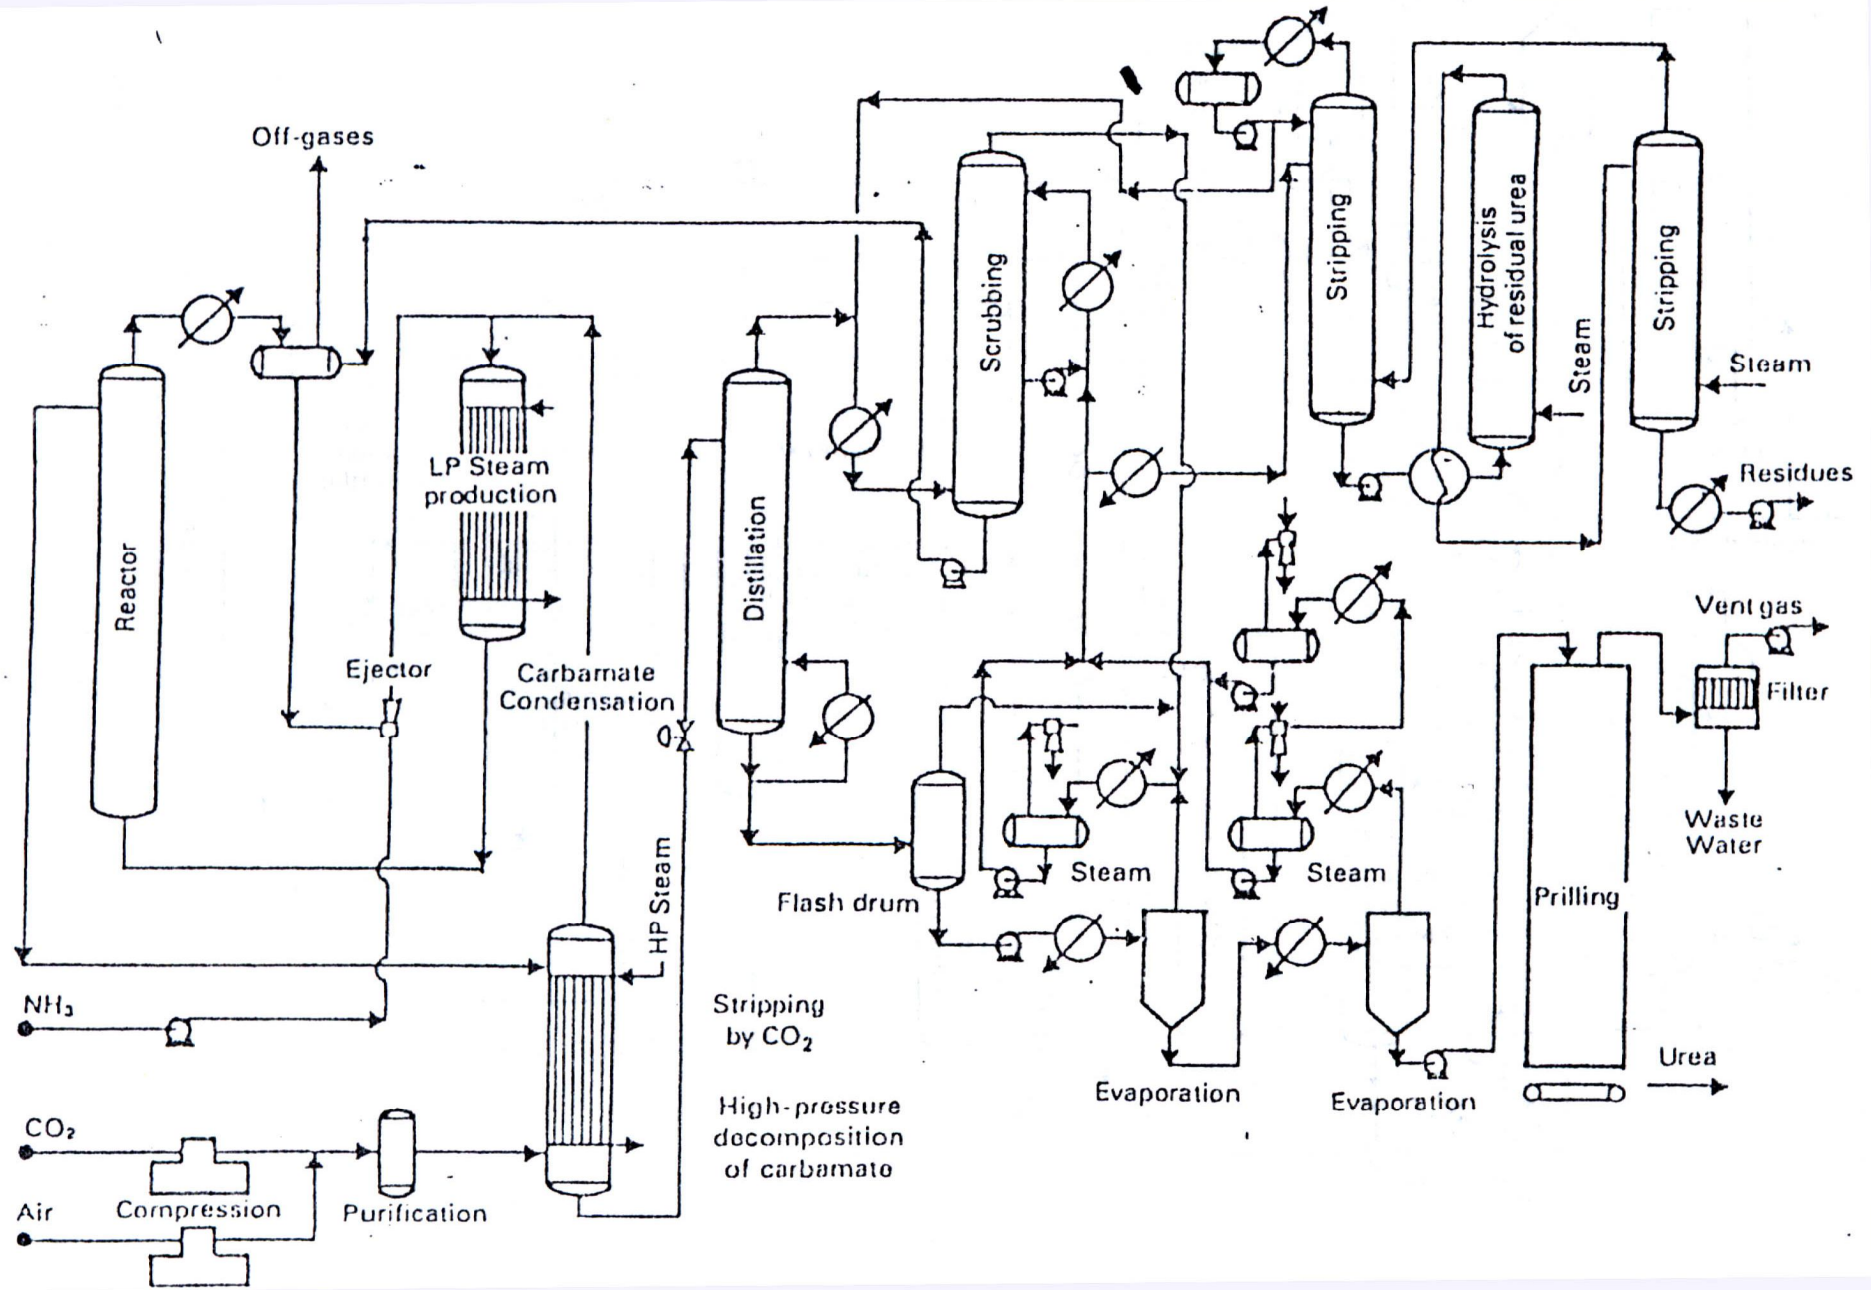 Off-gases
Stripping
Hydrolysis
of residual urea
Stripping
Scrubbing
Steam
Steam
Residues
LP Steam
production
Reactor
Distillation
Ejector
Carbamate
Condensation
Vent gas
Filter
Waste
Water
HP Steam
Flash drum
Steam
Steam
Prilling
NH₃
Stripping
by CO₂
Evaporation
Evaporation
Urea
CO₂
High-pressure
decomposition
of carbamate
Air
Compression
Purification